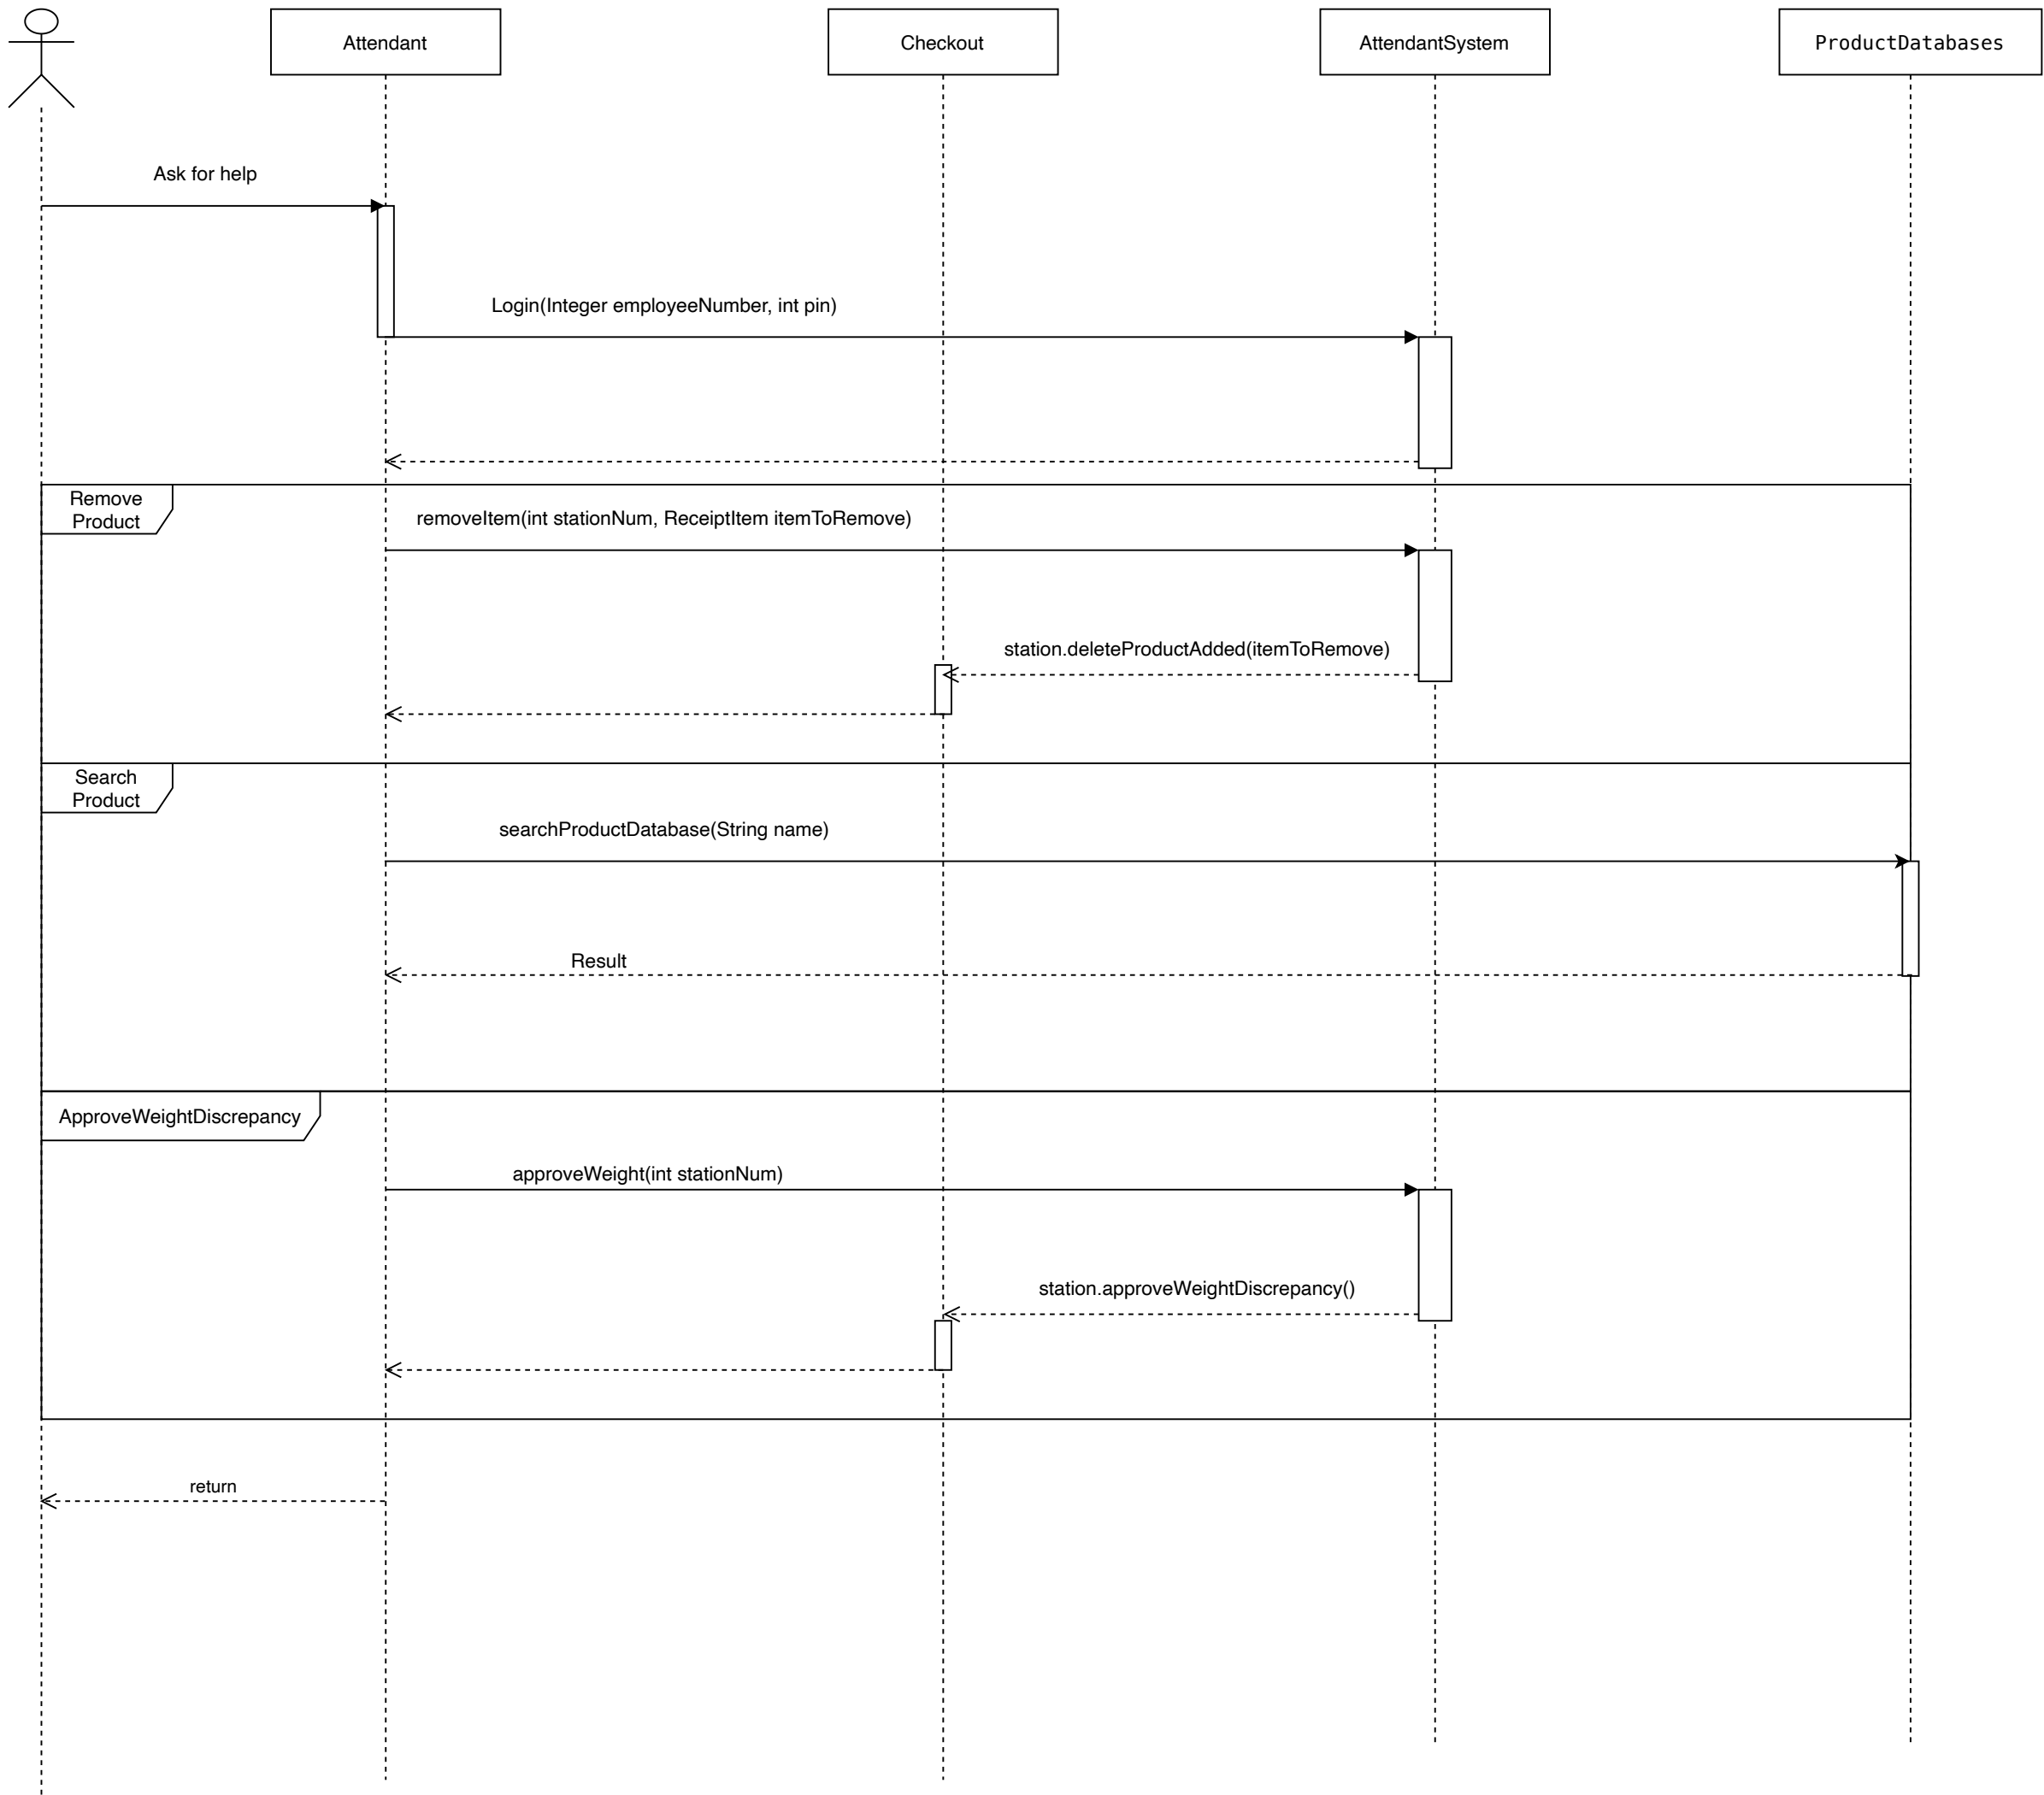 Attendant
Checkout
AttendantSystem
ProductDatabases
Ask for help
Login(Integer employeeNumber, int pin)
Remove
Product
removeItem(int stationNum, ReceiptItem itemToRemove)
station.deleteProductAdded(itemToRemove)
Search
Product
searchProductDatabase(String name)
Result
ApproveWeightDiscrepancy
approveWeight(int stationNum)
station.approveWeightDiscrepancy()
return